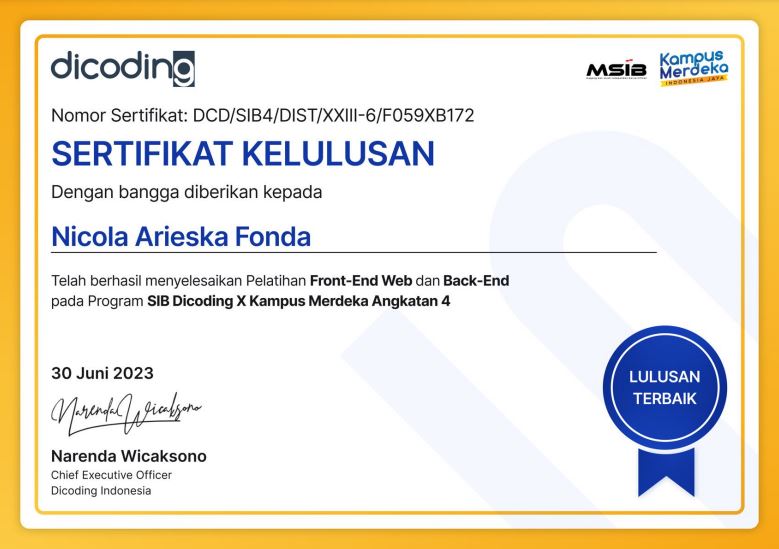 dicoding
MSIB
Kampus
Merdeka
INDONESIA JAYA
Nomor Sertifikat: DCD/SIB4/DIST/XXIII-6/F059XB172
SERTIFIKAT KELULUSAN
Dengan bangga diberikan kepada
Nicola Arieska Fonda
Telah berhasil menyelesaikan Pelatihan Front-End Web dan Back-End
pada Program SIB Dicoding X Kampus Merdeka Angkatan 4
LULUSAN
TERBAIK
30 Juni 2023
Narenda Wicaksono
Narenda Wicaksono
Chief Executive Officer
Dicoding Indonesia